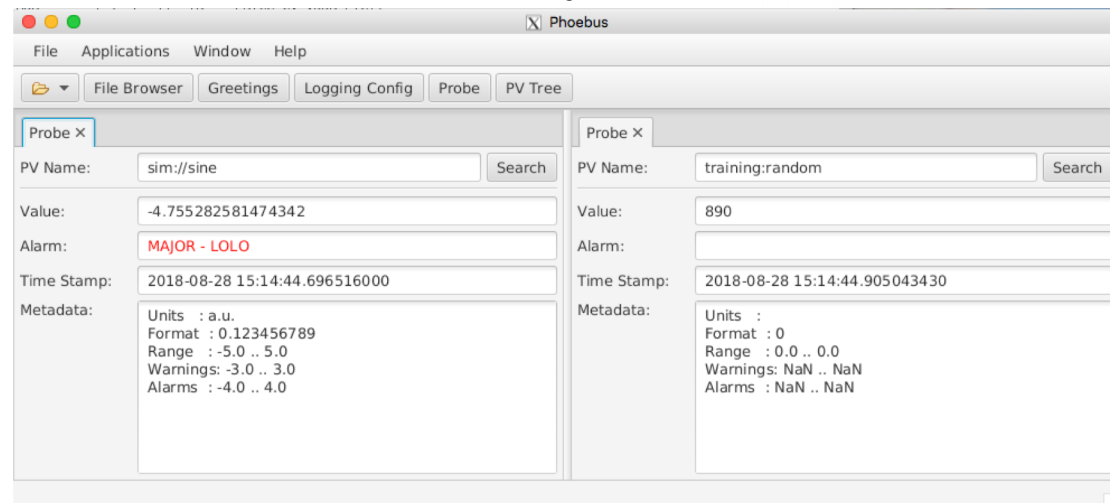 Phoebus
File Applications Window Help
File Browser Greetings Logging Config Probe PV Tree
Probe
PV Name: sim://sine Search
Value: -4.755282581474342
Alarm: MAJOR - LOLO
Time Stamp: 2018-08-28 15:14:44.696516000
Metadata:
Units : a.u.
Format : 0.123456789
Range : -5.0 .. 5.0
Warnings: -3.0 .. 3.0
Alarms : -4.0 .. 4.0
Probe
PV Name: training:random Search
Value: 890
Alarm:
Time Stamp: 2018-08-28 15:14:44.905043430
Metadata:
Units :
Format : 0
Range : 0.0 .. 0.0
Warnings: NaN .. NaN
Alarms : NaN .. NaN